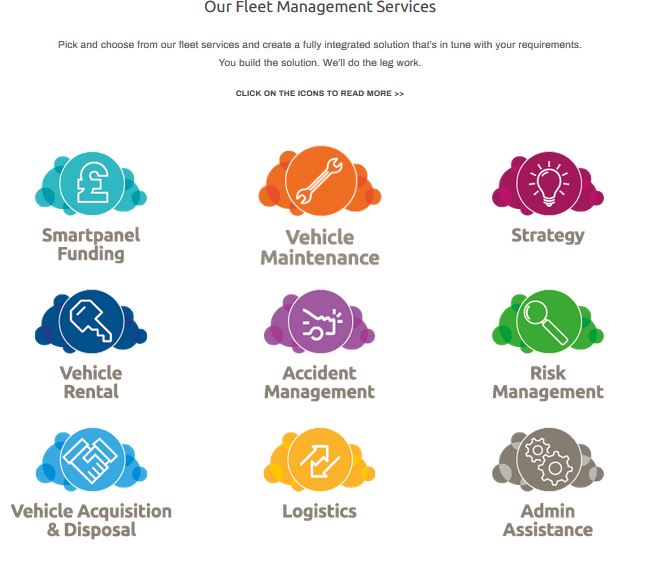 Our Fleet Management Services
Pick and choose from our fleet services and create a fully integrated solution that's in tune with your requirements.
You build the solution. We'll do the leg work.
CLICK ON THE ICONS TO READ MORE >>
£
Smartpanel
Funding
Vehicle
Maintenance
Strategy
Vehicle
Rental
Accident
Management
Risk
Management
Vehicle Acquisition
& Disposal
Logistics
Admin
Assistance